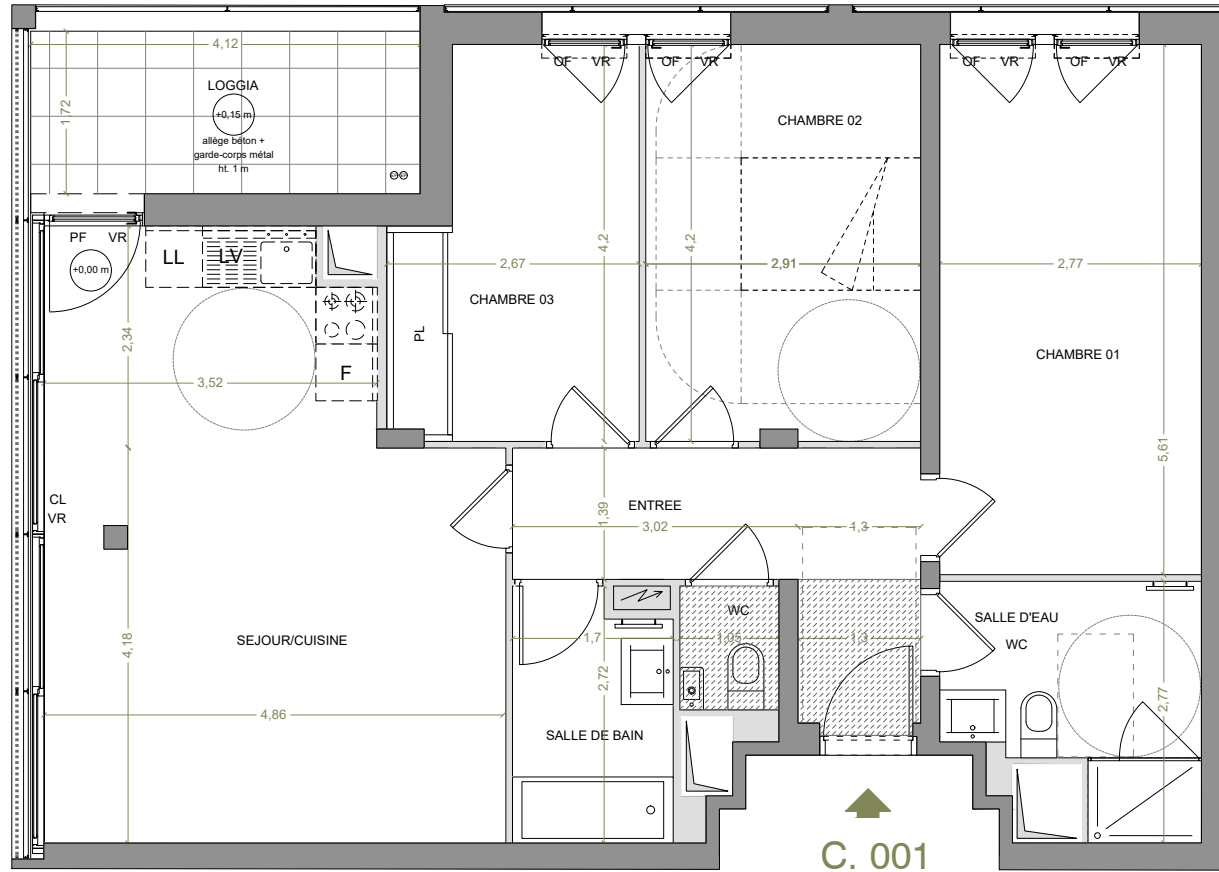 4,12
LOGGIA
+0,15 m
allège béton +
garde-corps métal
ht. 1 m
1,72
OF VR
OF VR
OF VR
OF VR
CHAMBRE 02
PF VR
+0,00 m
LL
LV
F
2,34
3,52
2,67
4,2
CHAMBRE 03
PL
4,2
2,91
2,77
CHAMBRE 01
5,61
CL
VR
ENTREE
1,39
3,02
1,3
SEJOUR/CUISINE
4,18
4,86
1,7
2,72
SALLE DE BAIN
WC
1,05
1,3
SALLE D'EAU
WC
2,77
C. 001